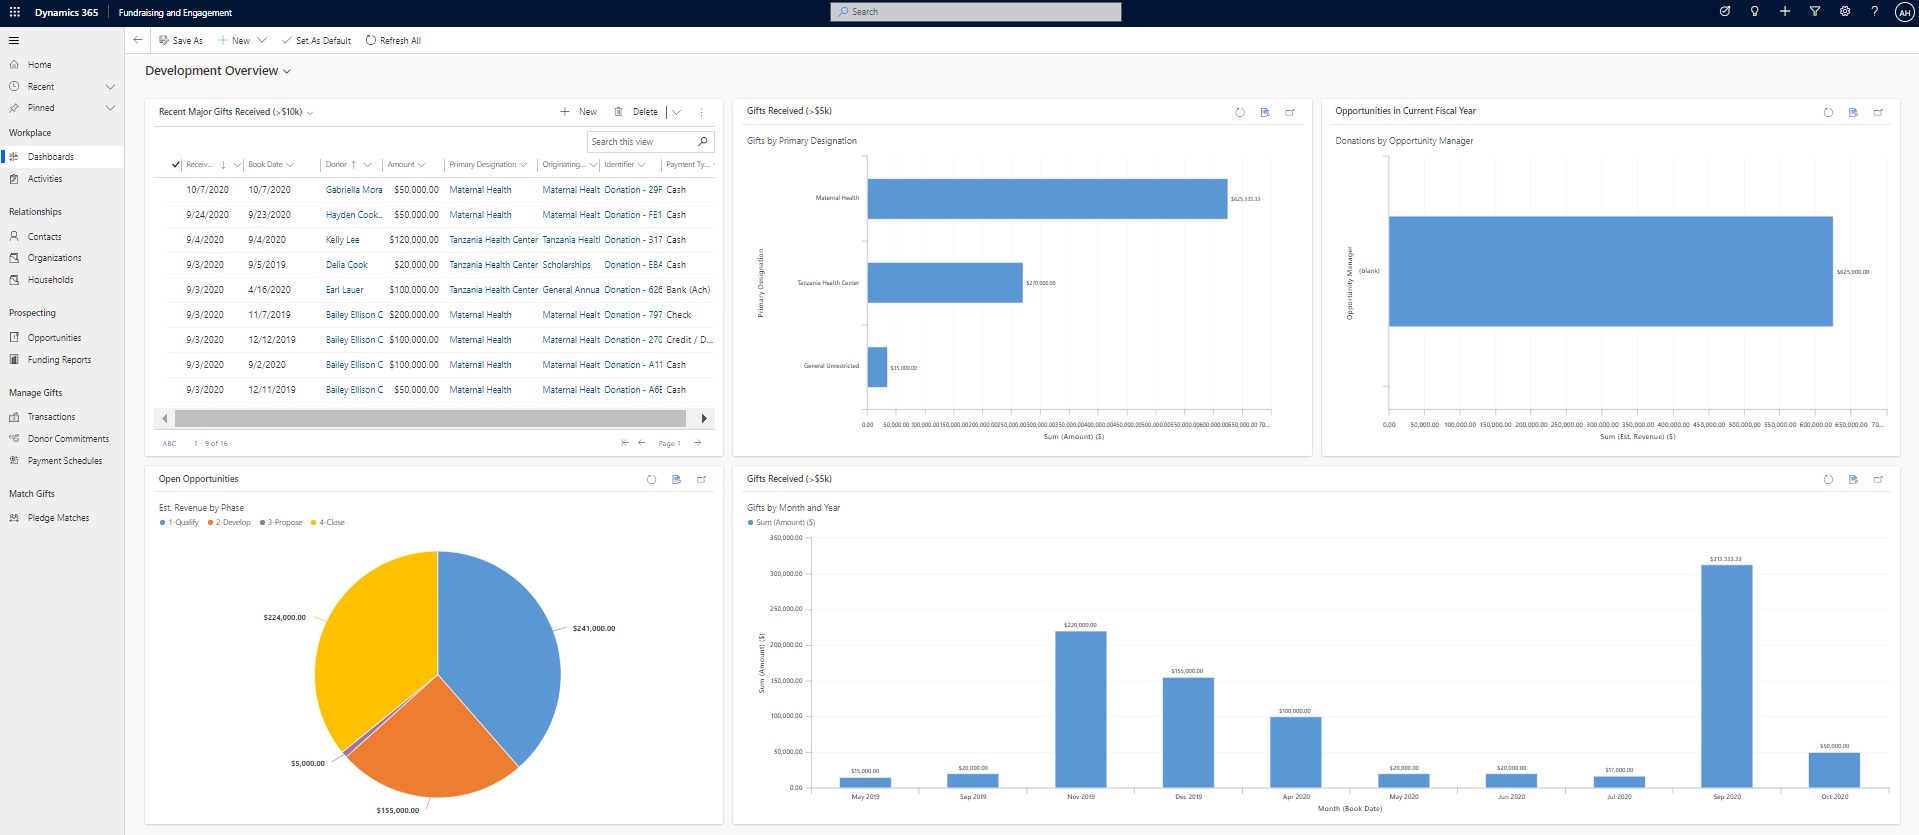 Dynamics 365
Fundraising and Engagement
Search
AH
Save As
New
Set As Default
Refresh All
Home
Recent
Pinned
Workplace
Dashboards
Activities
Relationships
Contacts
Organizations
Households
Prospecting
Opportunities
Funding Reports
Manage Gifts
Transactions
Donor Commitments
Payment Schedules
Match Gifts
Pledge Matches
Development Overview
Recent Major Gifts Received (>$10k)
New
Delete
Search this view
Receiv... Book Date Donor Amount Primary Designation Originating... Identifier Payment Ty...
10/7/2020 10/7/2020 Gabriella Mora $50,000.00 Maternal Health Maternal Healt Donation - 29F Cash
9/24/2020 9/23/2020 Hayden Cook.. $50,000.00 Maternal Health Maternal Healt Donation - FE1 Cash
9/4/2020 9/4/2020 Kelly Lee $120,000.00 Tanzania Health Center Tanzania Healtl Donation - 317 Cash
9/3/2020 9/5/2019 Delia Cook $20,000.00 Tanzania Health Center Scholarships Donation - EBA Cash
9/3/2020 4/16/2020 Earl Lauer $100,000.00 Tanzania Health Center General Annua Donation - 626 Bank (Ach)
9/3/2020 11/7/2019 Bailey Ellison C $200,000.00 Maternal Health Maternal Healt Donation - 797 Check
9/3/2020 12/12/2019 Bailey Ellison C $100,000.00 Maternal Health Maternal Healt Donation - 27C Credit / D...
9/3/2020 9/2/2020 Bailey Ellison C $100,000.00 Maternal Health Maternal Healt Donation - A11 Cash
9/3/2020 12/11/2019 Bailey Ellison C $50,000.00 Maternal Health Maternal Healt Donation - A6E Cash
ABC
1 - 9 of 16
Page 1
Gifts Received (>$5k)
Gifts by Primary Designation
Primary Designation
Maternal Health
$625,333.33
Tanzania Health Center
$270,000.00
General Unrestricted
$35,000.00
0.00 50,000.00 100,000.00 150,000.00 200,000.00 250,000.00 300,000.00 350,000.00 400,000.00 450,000.00 500,000.00 550,000.00 600,000.00 650,000.00 70...
Sum (Amount) ($)
Opportunities in Current Fiscal Year
Donations by Opportunity Manager
Opportunity Manager
(blank)
$625,000.00
0.00 50,000.00 100,000.00 150,000.00 200,000.00 250,000.00 300,000.00 350,000.00 400,000.00 450,000.00 500,000.00 550,000.00 600,000.00 650,000.00 70...
Sum (Est. Revenue) ($)
Open Opportunities
Est. Revenue by Phase
1-Qualify 2-Develop 3-Propose 4-Close
$224,000.00
$241,000.00
$5,000.00
$155,000.00
Gifts Received (>$5k)
Gifts by Month and Year
Sum (Amount) ($)
Sum (Amount) ($)
350,000.00
300,000.00
250,000.00
200,000.00
150,000.00
100,000.00
50,000.00
0.00
$15,000.00
$20,000.00
$220,000.00
$155,000.00
$100,000.00
$20,000.00
$20,000.00
$17,000.00
$313,333.33
$50,000.00
May 2019 Sep 2019 Nov 2019 Dec 2019 Apr 2020 May 2020 Jun 2020 Jul 2020 Sep 2020 Oct 2020
Month (Book Date)